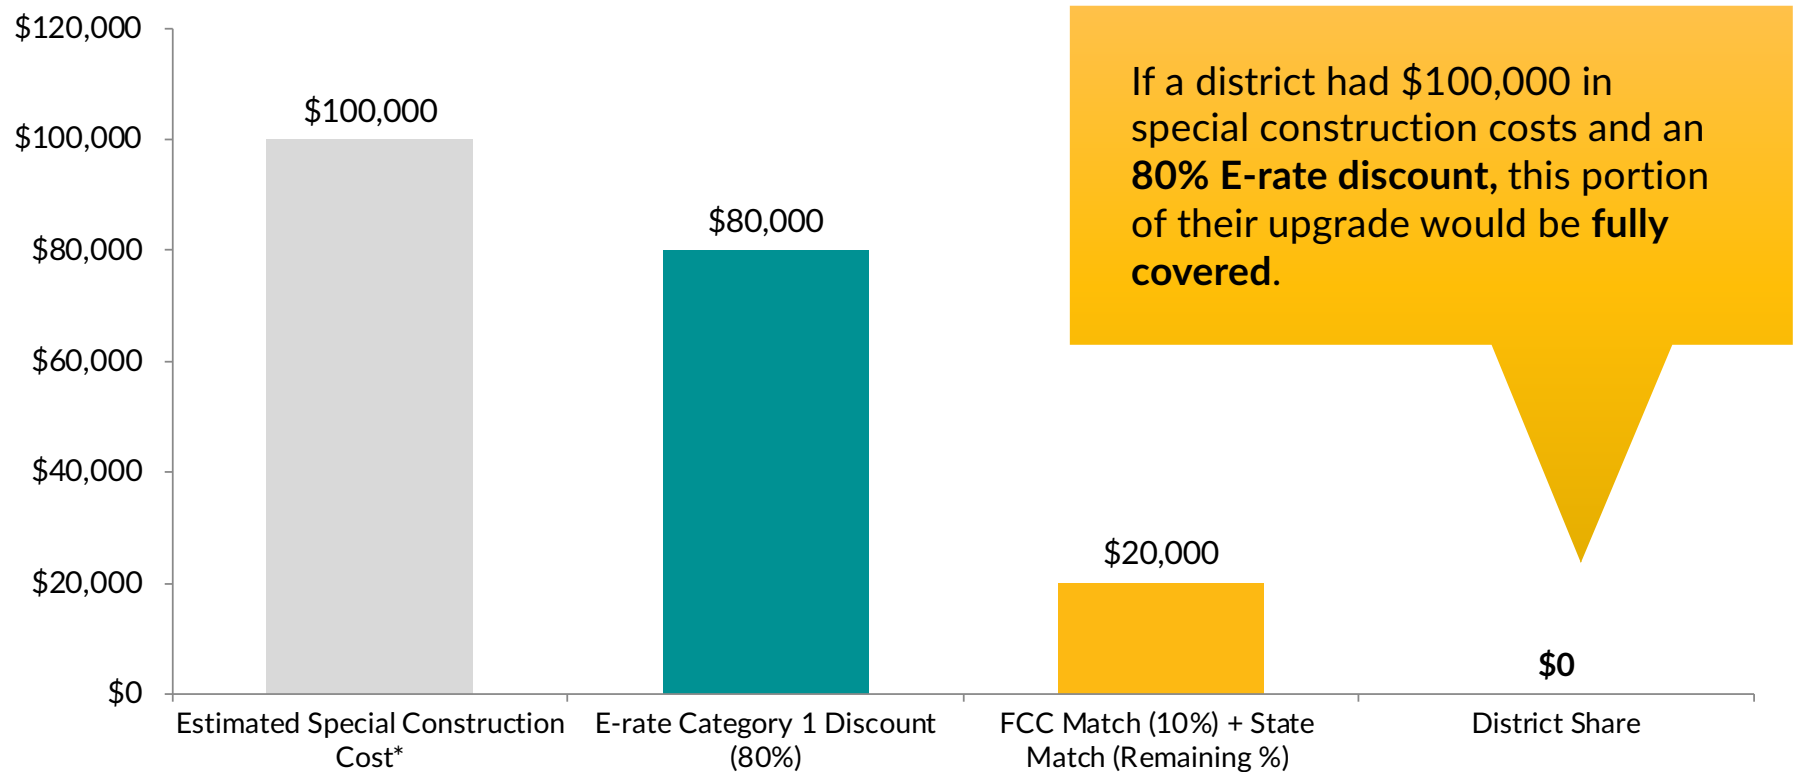 $120,000
$100,000
$80,000
$60,000
$40,000
$20,000
$0
$100,000
$80,000
$20,000
$0
If a district had $100,000 in
special construction costs and an
80% E-rate discount, this portion
of their upgrade would be fully
covered.
Estimated Special Construction
Cost*
E-rate Category 1 Discount
(80%)
FCC Match (10%) + State
Match (Remaining %)
District Share